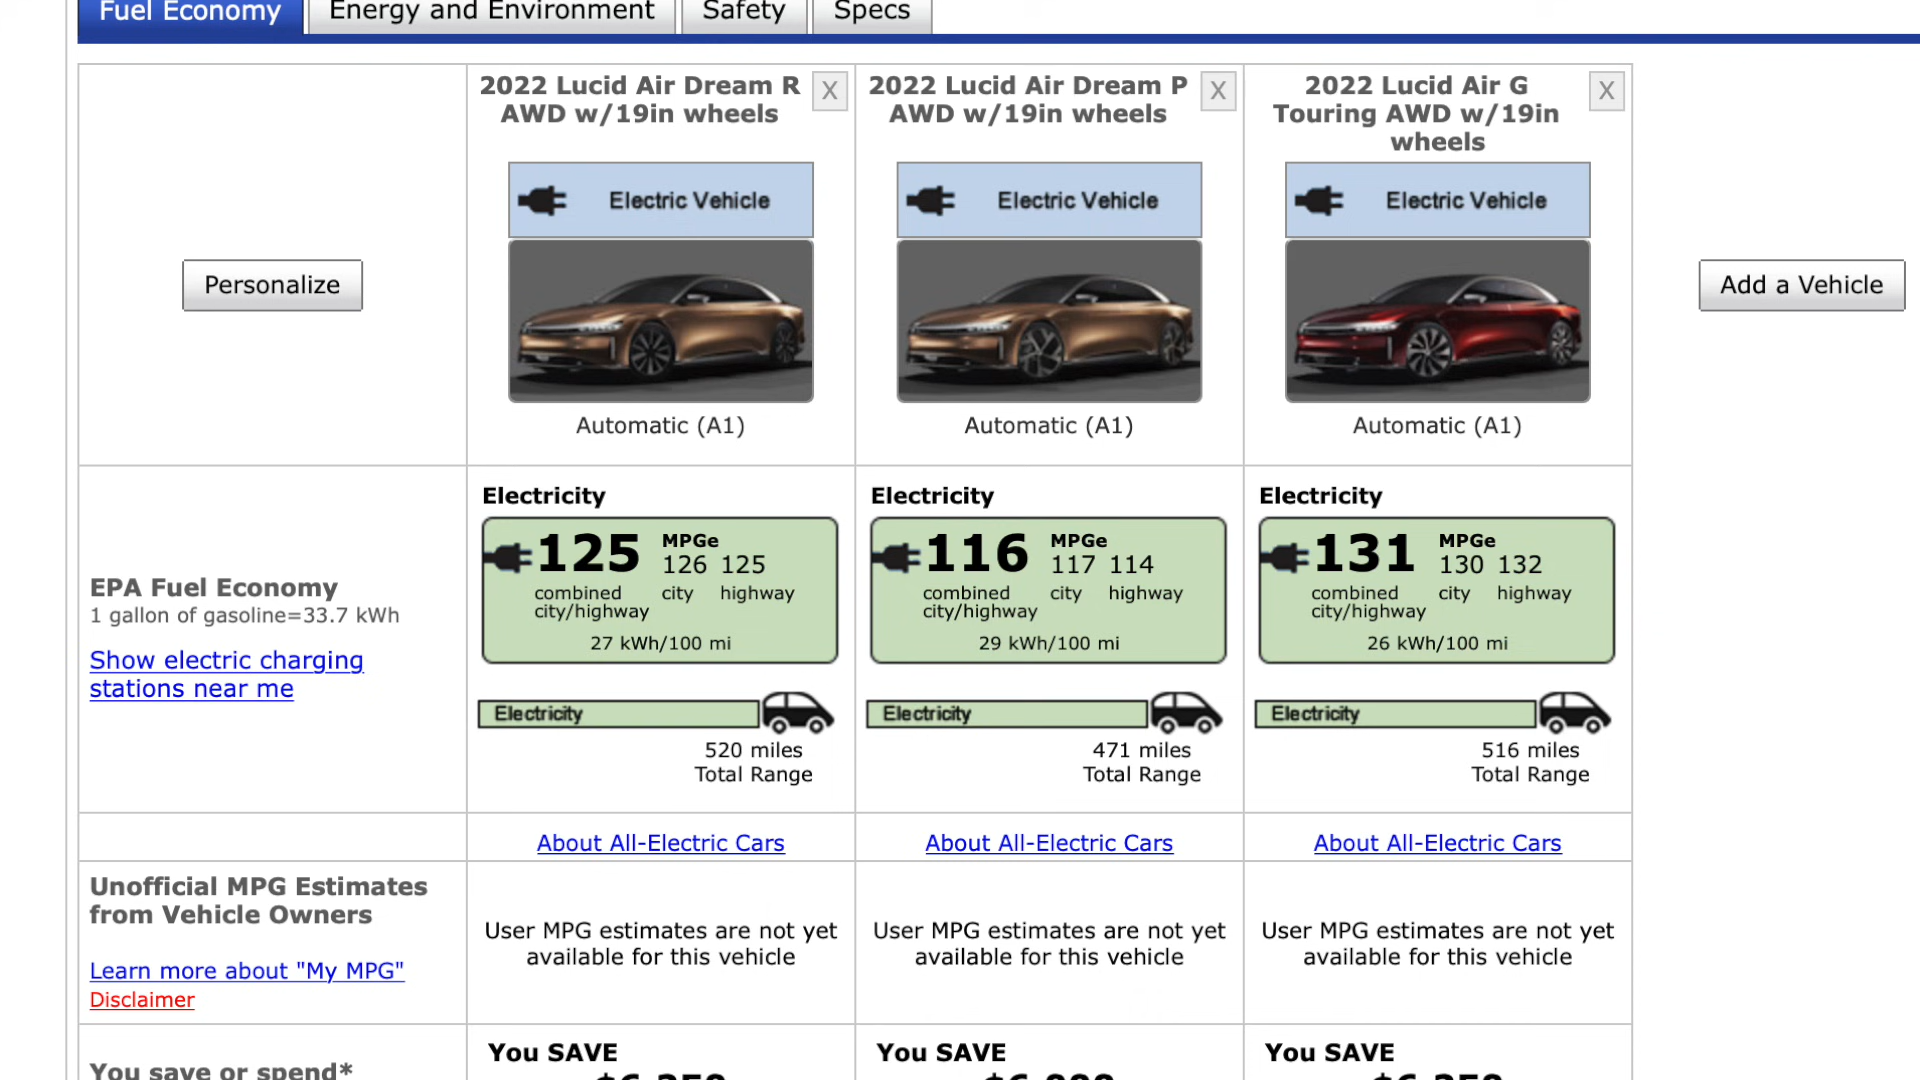 Fuel Economy
Energy and Environment
Safety
Specs
2022 Lucid Air Dream R
AWD w/19in wheels
X
2022 Lucid Air Dream P
AWD w/19in wheels
X
2022 Lucid Air G
Touring AWD w/19in
wheels
X
Personalize
Electric Vehicle
Electric Vehicle
Electric Vehicle
Add a Vehicle
Automatic (A1)
Automatic (A1)
Automatic (A1)
EPA Fuel Economy
1 gallon of gasoline=33.7 kWh
Show electric charging
stations near me
Electricity
125 MPGe
126 125
combined city highway
city/highway
27 kWh/100 mi
Electricity
520 miles
Total Range
Electricity
116 MPGe
117 114
combined city highway
city/highway
29 kWh/100 mi
Electricity
471 miles
Total Range
Electricity
131 MPGe
130 132
combined city highway
city/highway
26 kWh/100 mi
Electricity
516 miles
Total Range
About All-Electric Cars
About All-Electric Cars
About All-Electric Cars
Unofficial MPG Estimates
from Vehicle Owners
Learn more about "My MPG"
Disclaimer
User MPG estimates are not yet
available for this vehicle
User MPG estimates are not yet
available for this vehicle
User MPG estimates are not yet
available for this vehicle
You save or spend*
You SAVE
You SAVE
You SAVE